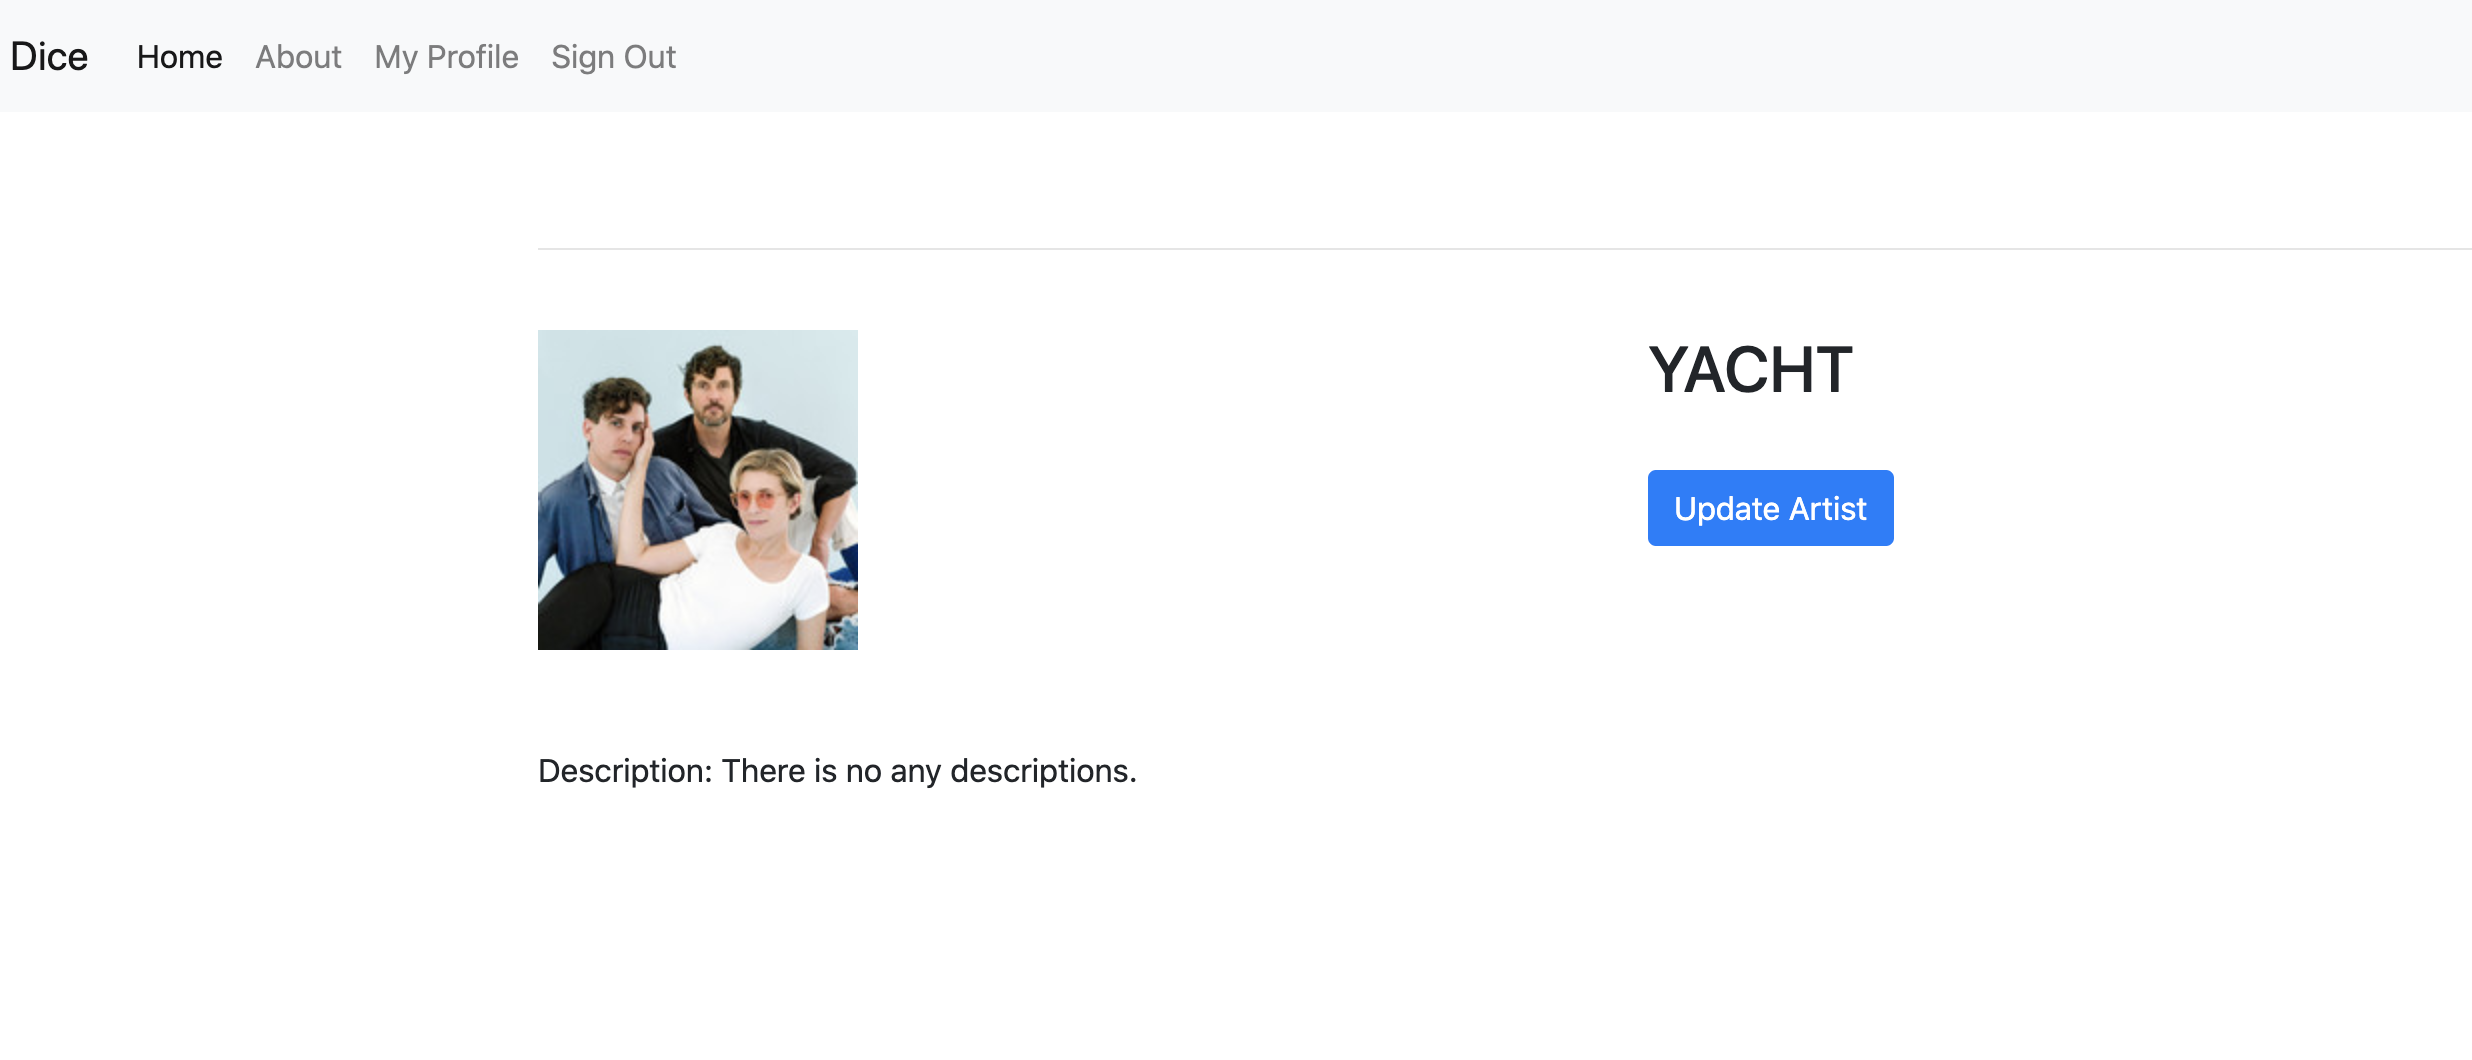 Dice Home About My Profile Sign Out
YACHT
Update Artist
Description: There is no any descriptions.